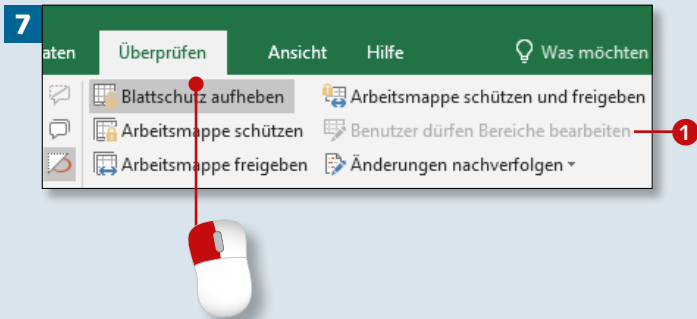 7
aten Überprüfen Ansicht Hilfe Was möchten
Blattschutz aufheben Arbeitsmappe schützen und freigeben
Arbeitsmappe schützen Benutzer dürfen Bereiche bearbeiten 1
Arbeitsmappe freigeben Änderungen nachverfolgen